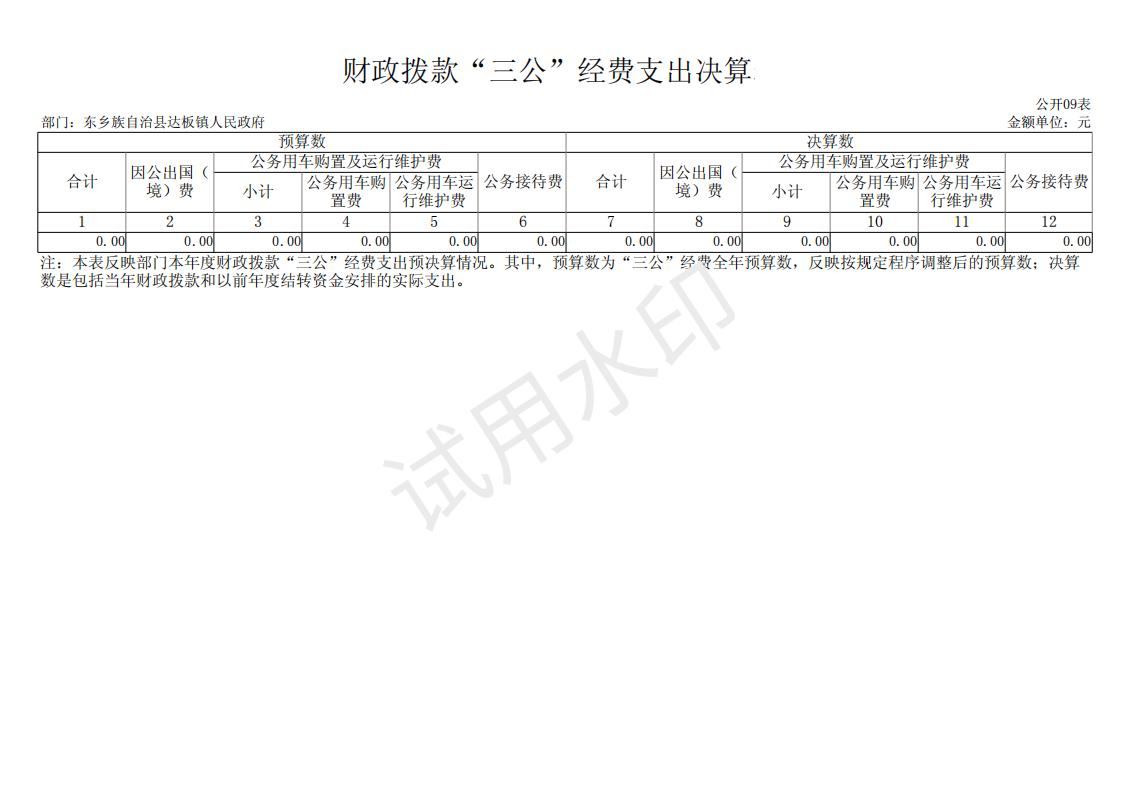 财政拨款“三公”经费支出决算
公开09表
部门：东乡族自治县达板镇人民政府
金额单位：元
预算数 决算数
合计 因公出国（境）费 公务用车购置及运行维护费 公务接待费 合计 因公出国（境）费 公务用车购置及运行维护费 公务接待费
小计 公务用车购置费 公务用车运行维护费 小计 公务用车购置费 公务用车运行维护费
1 2 3 4 5 6 7 8 9 10 11 12
0.00 0.00 0.00 0.00 0.00 0.00 0.00 0.00 0.00 0.00 0.00 0.00
注：本表反映部门本年度财政拨款“三公”经费支出预决算情况。其中，预算数为“三公”经费全年预算数，反映按规定程序调整后的预算数；决算
数是包括当年财政拨款和以前年度结转资金安排的实际支出。
试用水印